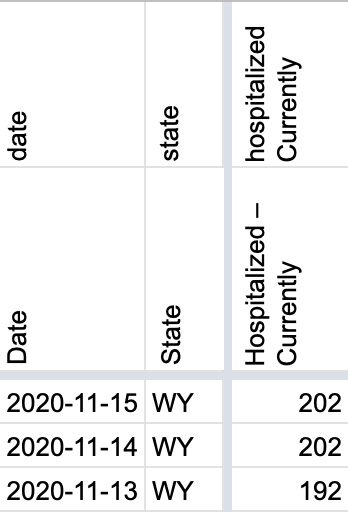 date state hospitalized
Currently
Date State Hospitalized –
Currently
2020-11-15 WY 202
2020-11-14 WY 202
2020-11-13 WY 192